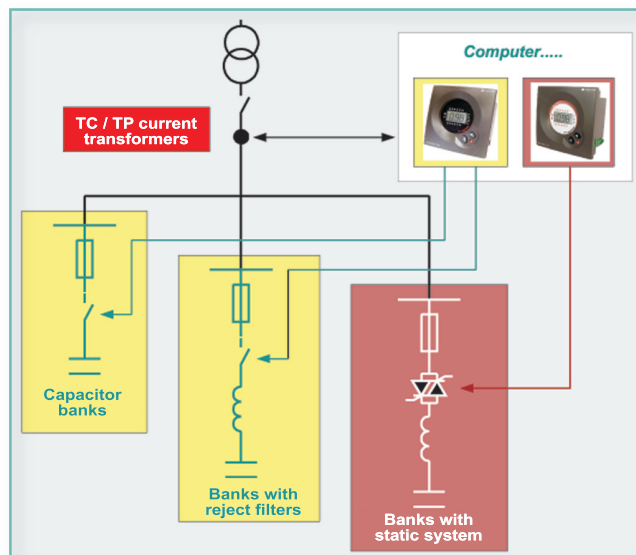 Computer.....
TC / TP current
transformers
Capacitor
banks
Banks with
reject filters
Banks with
static system